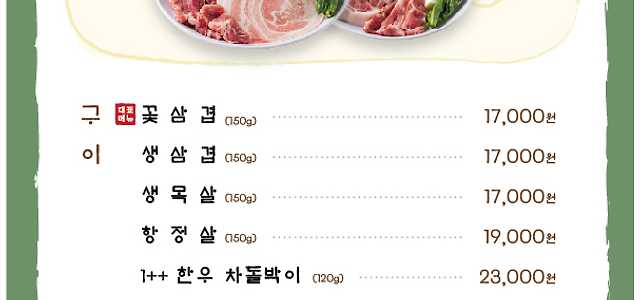 구이
대표메뉴 꽃삼겹 (150g) 17,000원
생삼겹 (150g) 17,000원
생목살 (150g) 17,000원
항정살 (150g) 19,000원
1++ 한우 차돌박이 (120g) 23,000원